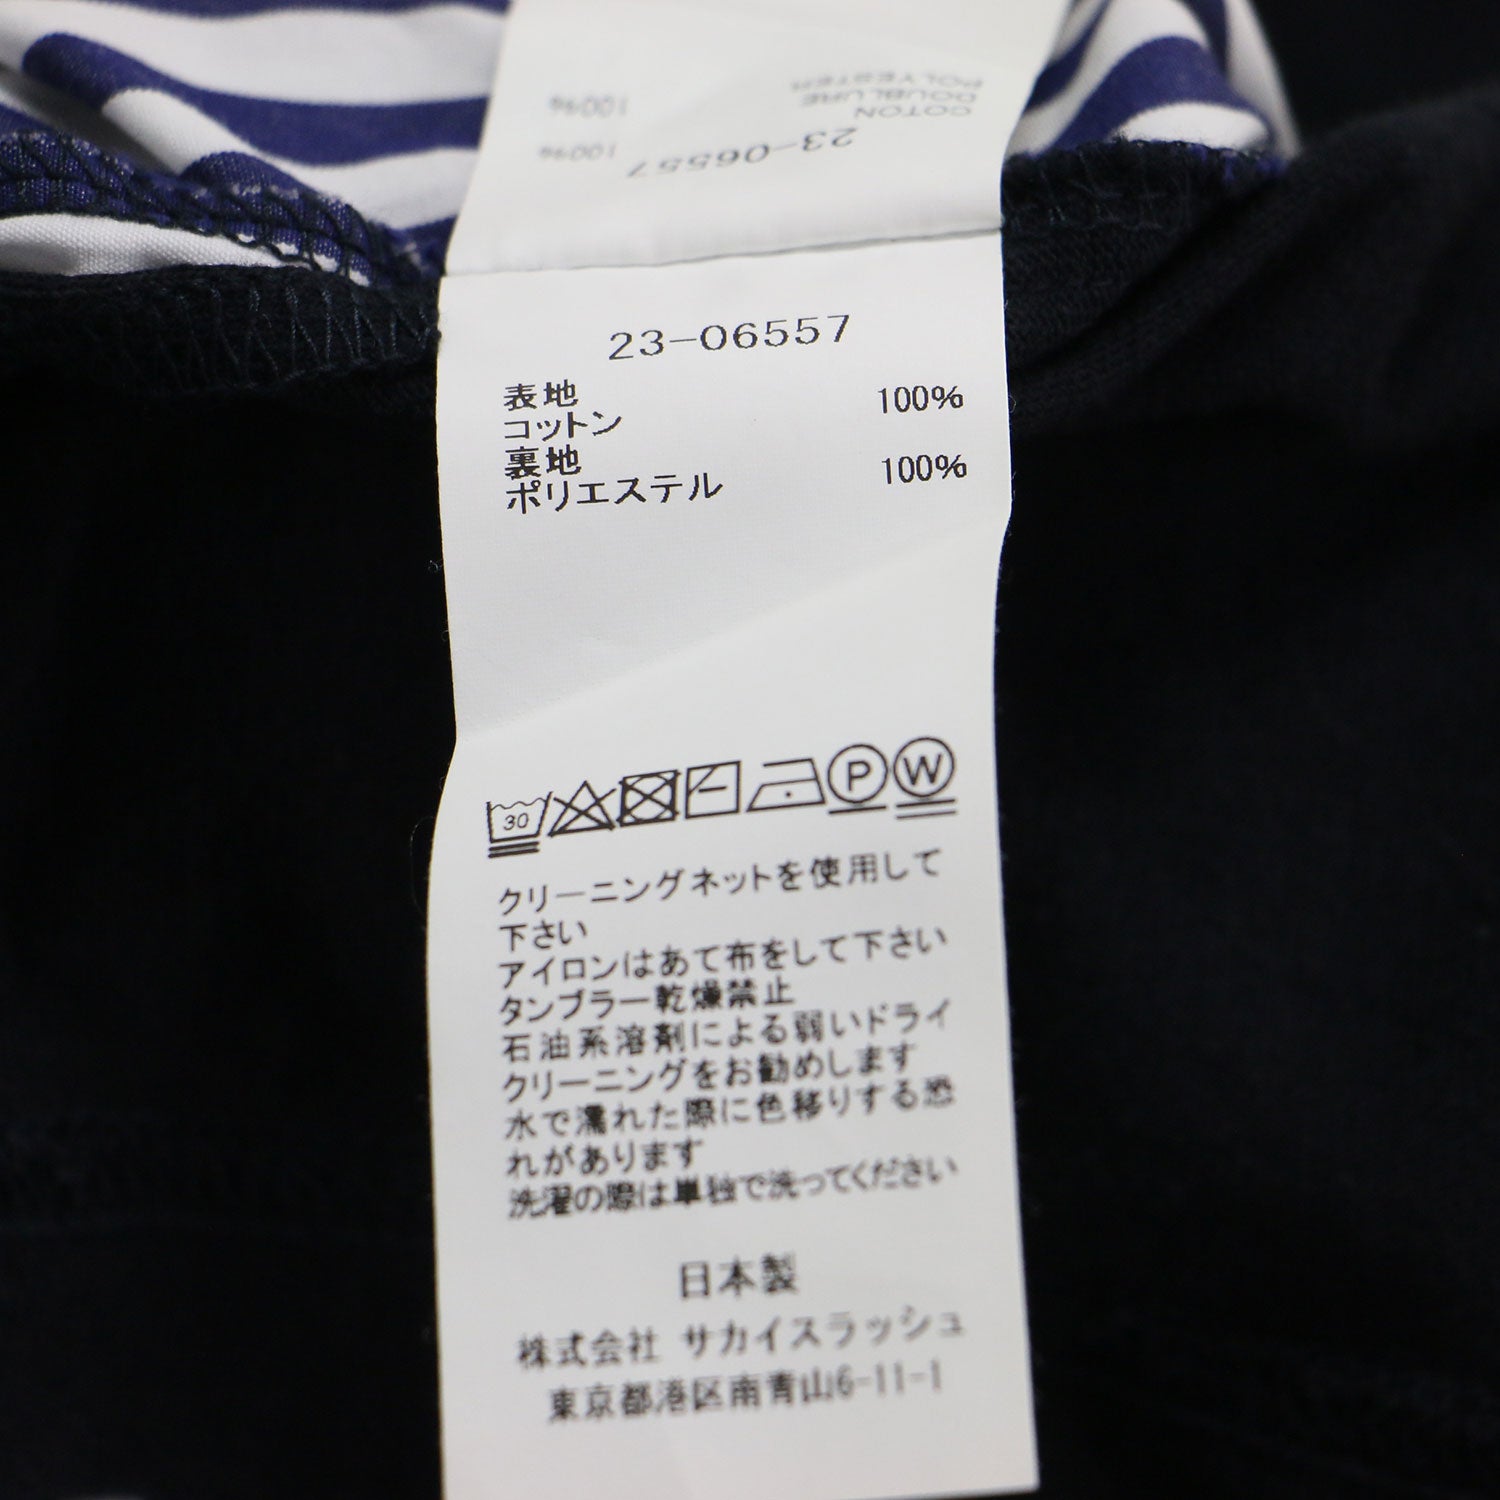 COTON 100%
DOUBLURE
POLYESTER 100%
23-06557
23-06557
表地
コットン 100%
裏地
ポリエステル 100%
30 P W
クリーニングネットを使用して
下さい
アイロンはあて布をして下さい
タンブラー乾燥禁止
石油系溶剤による弱いドライ
クリーニングをお勧めします
水で濡れた際に色移りする恐
れがあります
洗濯の際は単独で洗ってください
日本製
株式会社 サカイスラッシュ
東京都港区南青山6-11-1